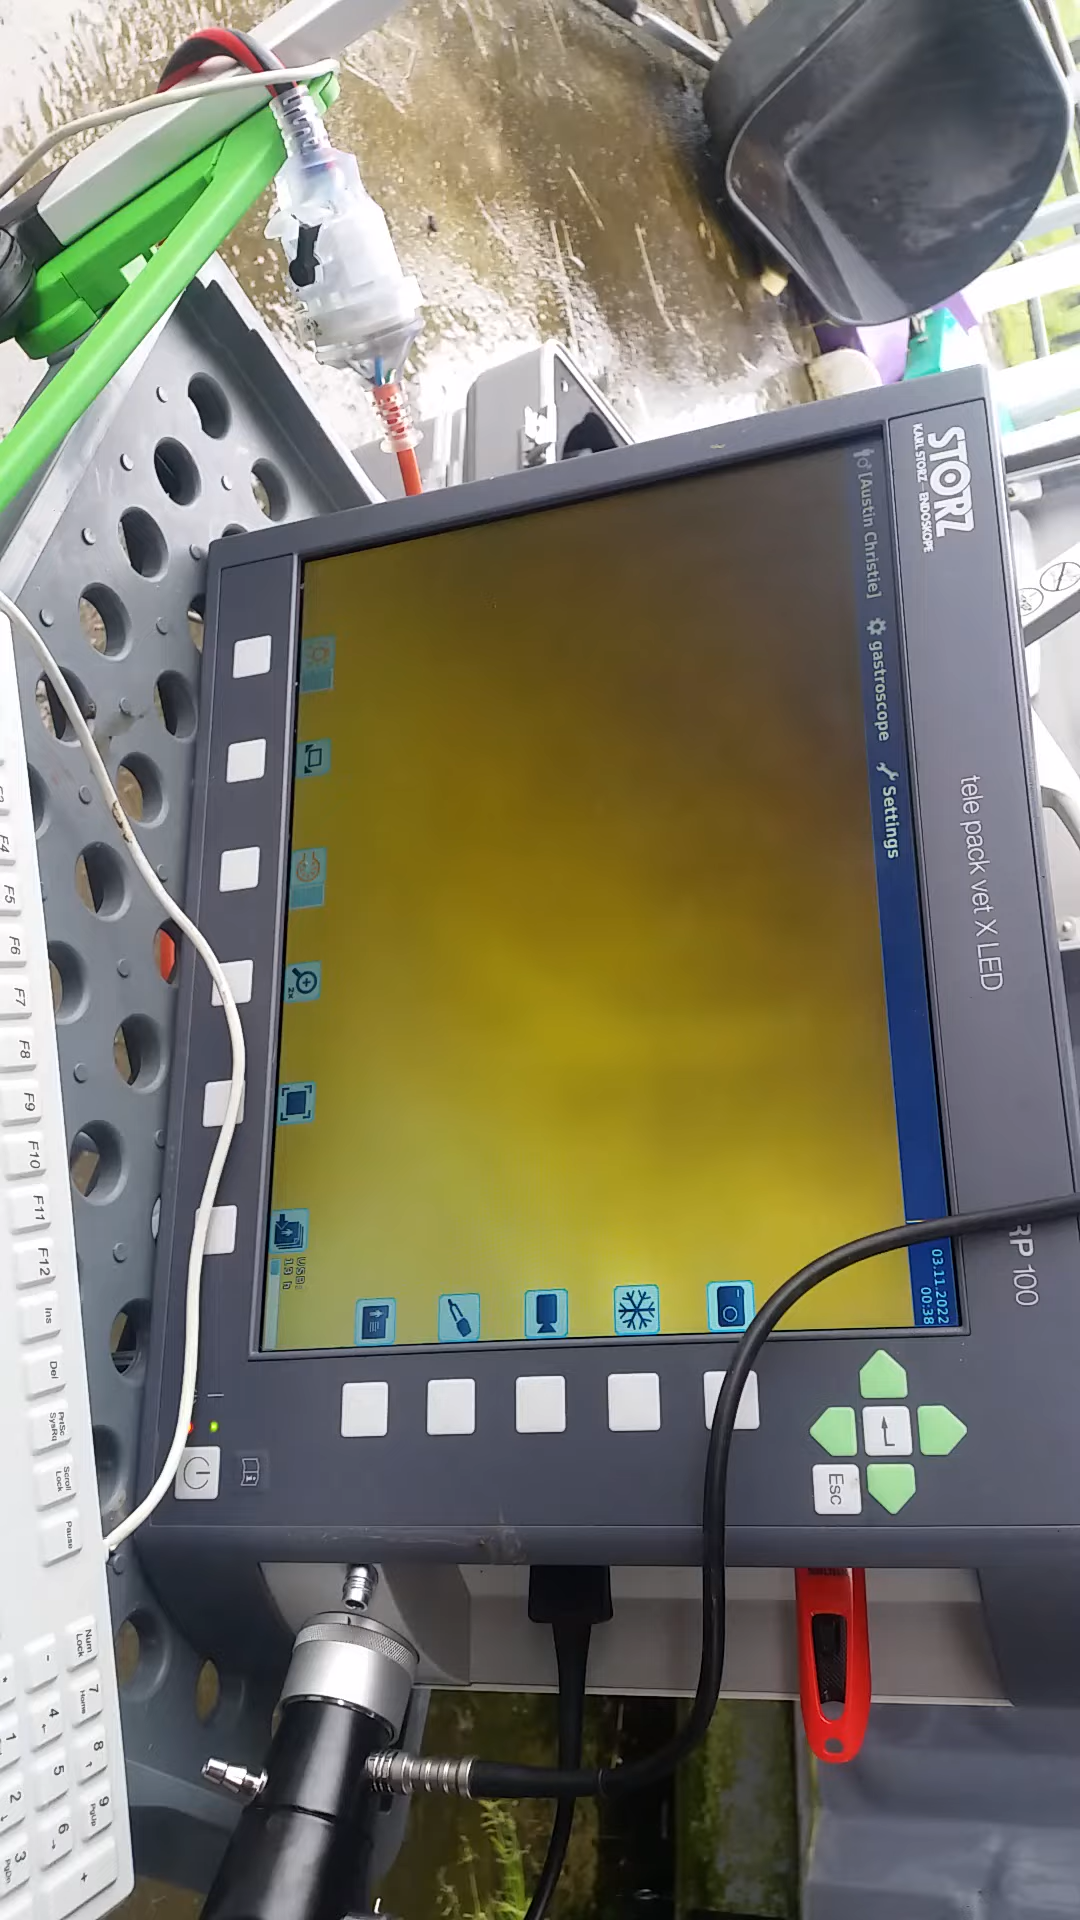 STORZ
KARL STORZ — ENDOSKOPE
tele pack vet X LED
RP 100
[Austin Christie]
gastroscope
Settings
03.11.2022
00:38
2x
USB:
13 h
Esc
F4
F5
F6
F7
F8
F9
F10
F11
F12
Ins
Del
PrtSc
SysRq
Scroll
Lock
Pause
Num
Lock
7
Home
8
9
PgUp
-
4
5
6
+
*
1
2
3
PgDn